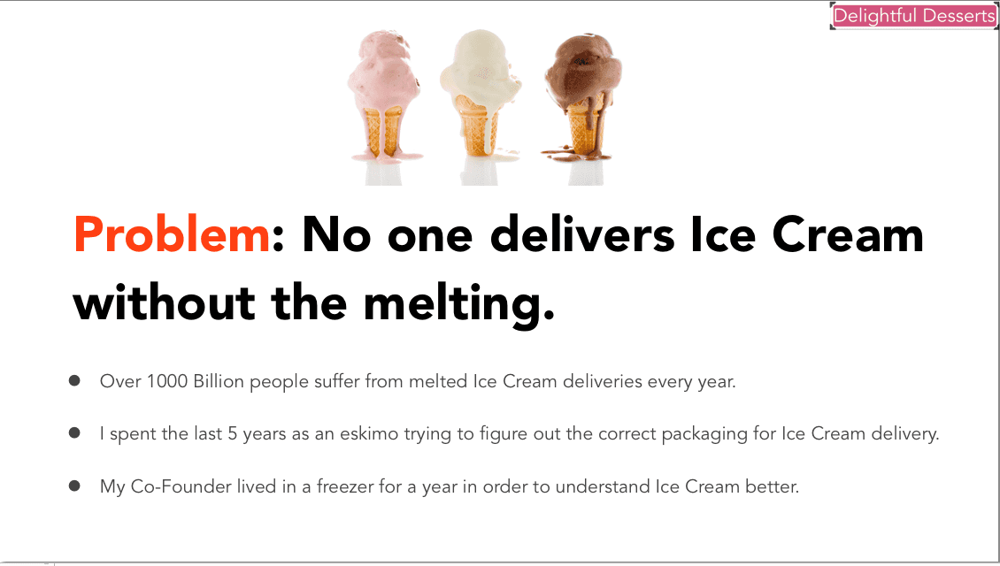 Delightful Desserts
Problem: No one delivers Ice Cream
without the melting.
● Over 1000 Billion people suffer from melted Ice Cream deliveries every year.
● I spent the last 5 years as an eskimo trying to figure out the correct packaging for Ice Cream delivery.
● My Co-Founder lived in a freezer for a year in order to understand Ice Cream better.